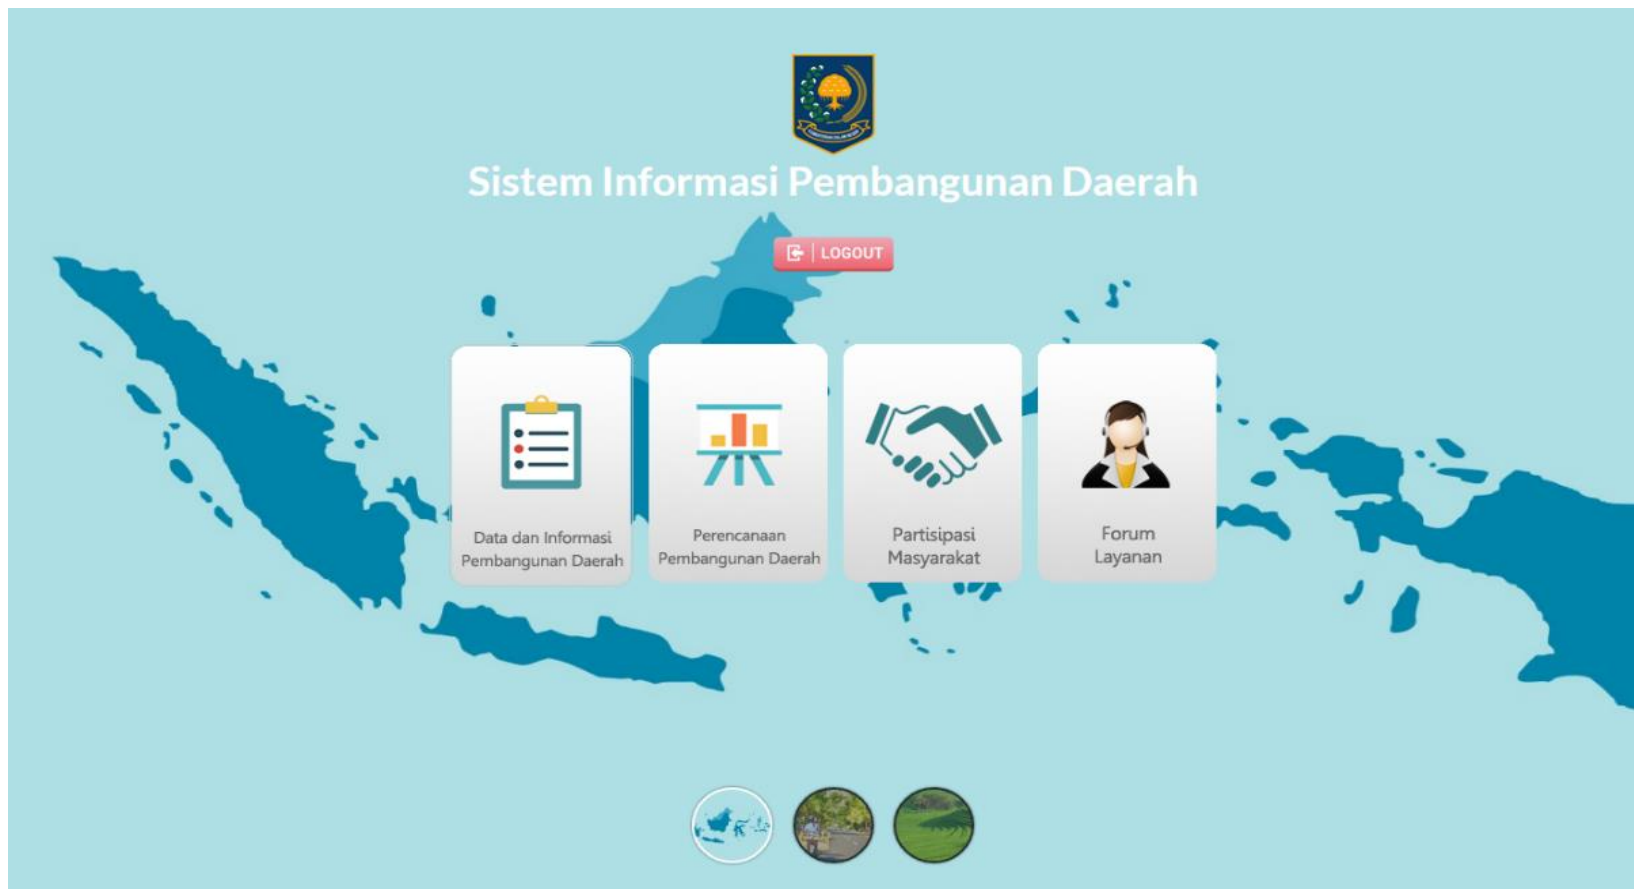 Sistem Informasi Pembangunan Daerah
LOGOUT
Data dan Informasi
Pembangunan Daerah
Perencanaan
Pembangunan Daerah
Partisipasi
Masyarakat
Forum
Layanan